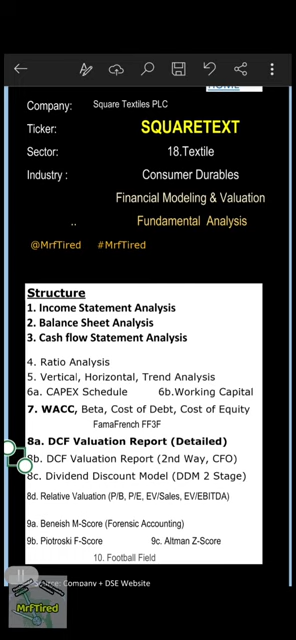 HOME
Company: Square Textiles PLC
Ticker: SQUARETEXT
Sector: 18.Textile
Industry : Consumer Durables
Financial Modeling & Valuation
.. Fundamental Analysis
@MrfTired #MrfTired
Structure
1. Income Statement Analysis
2. Balance Sheet Analysis
3. Cash flow Statement Analysis
4. Ratio Analysis
5. Vertical, Horizontal, Trend Analysis
6a. CAPEX Schedule 6b.Working Capital
7. WACC, Beta, Cost of Debt, Cost of Equity
FamaFrench FF3F
8a. DCF Valuation Report (Detailed)
8b. DCF Valuation Report (2nd Way, CFO)
8c. Dividend Discount Model (DDM 2 Stage)
8d. Relative Valuation (P/B, P/E, EV/Sales, EV/EBITDA)
9a. Beneish M-Score (Forensic Accounting)
9b. Piotroski F-Score 9c. Altman Z-Score
10. Football Field
Source: Company + DSE Website
MrfTired